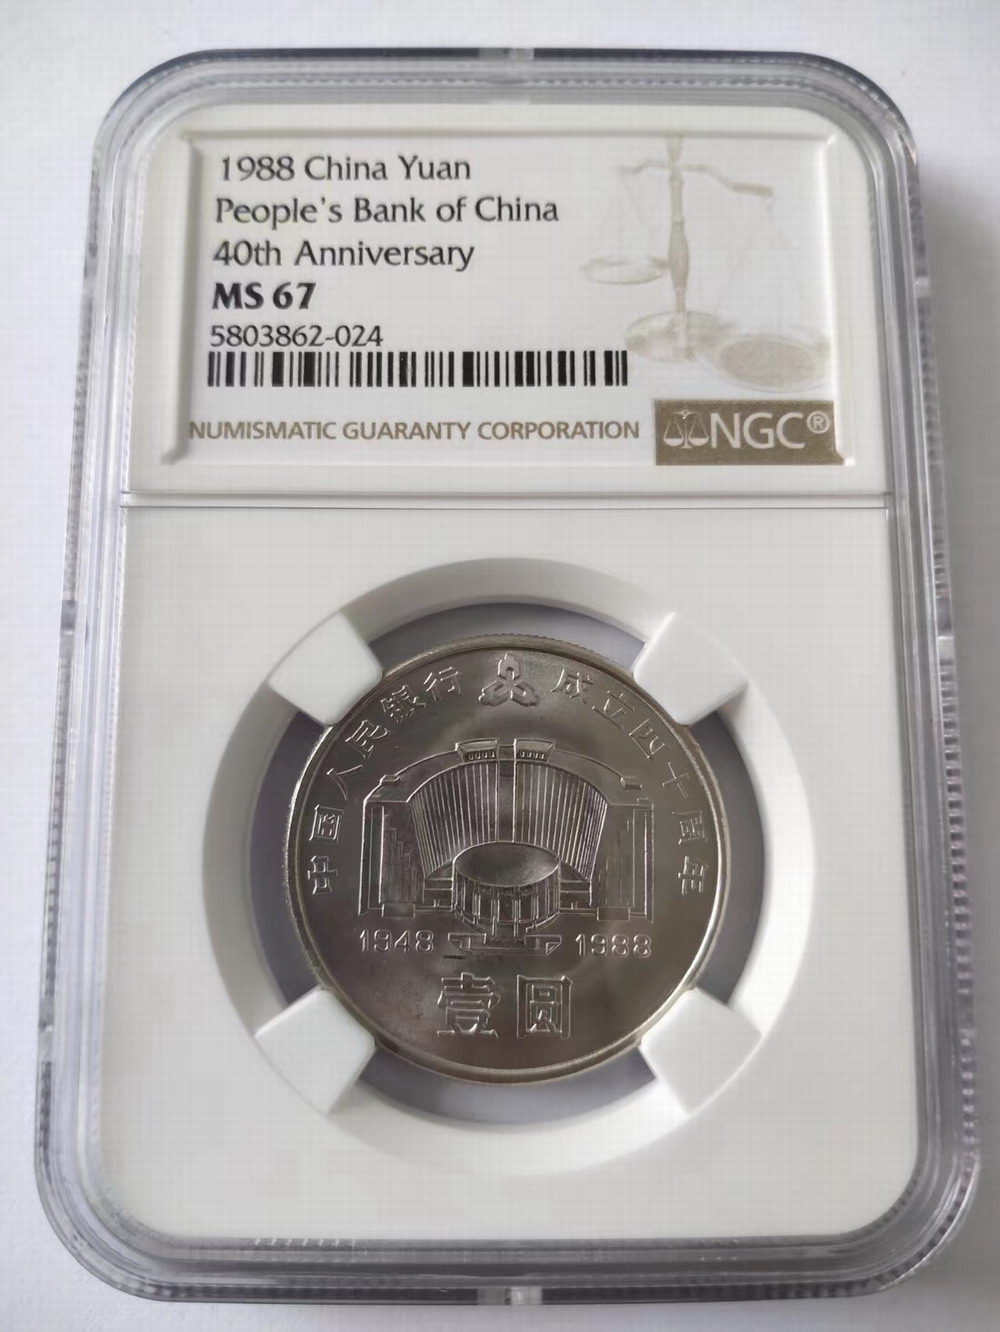 1988 China Yuan
People's Bank of China
40th Anniversary
MS 67
5803862-024
NUMISMATIC GUARANTY CORPORATION
NGC®
中国人民银行 成立四十周年
1948 1988
壹圆